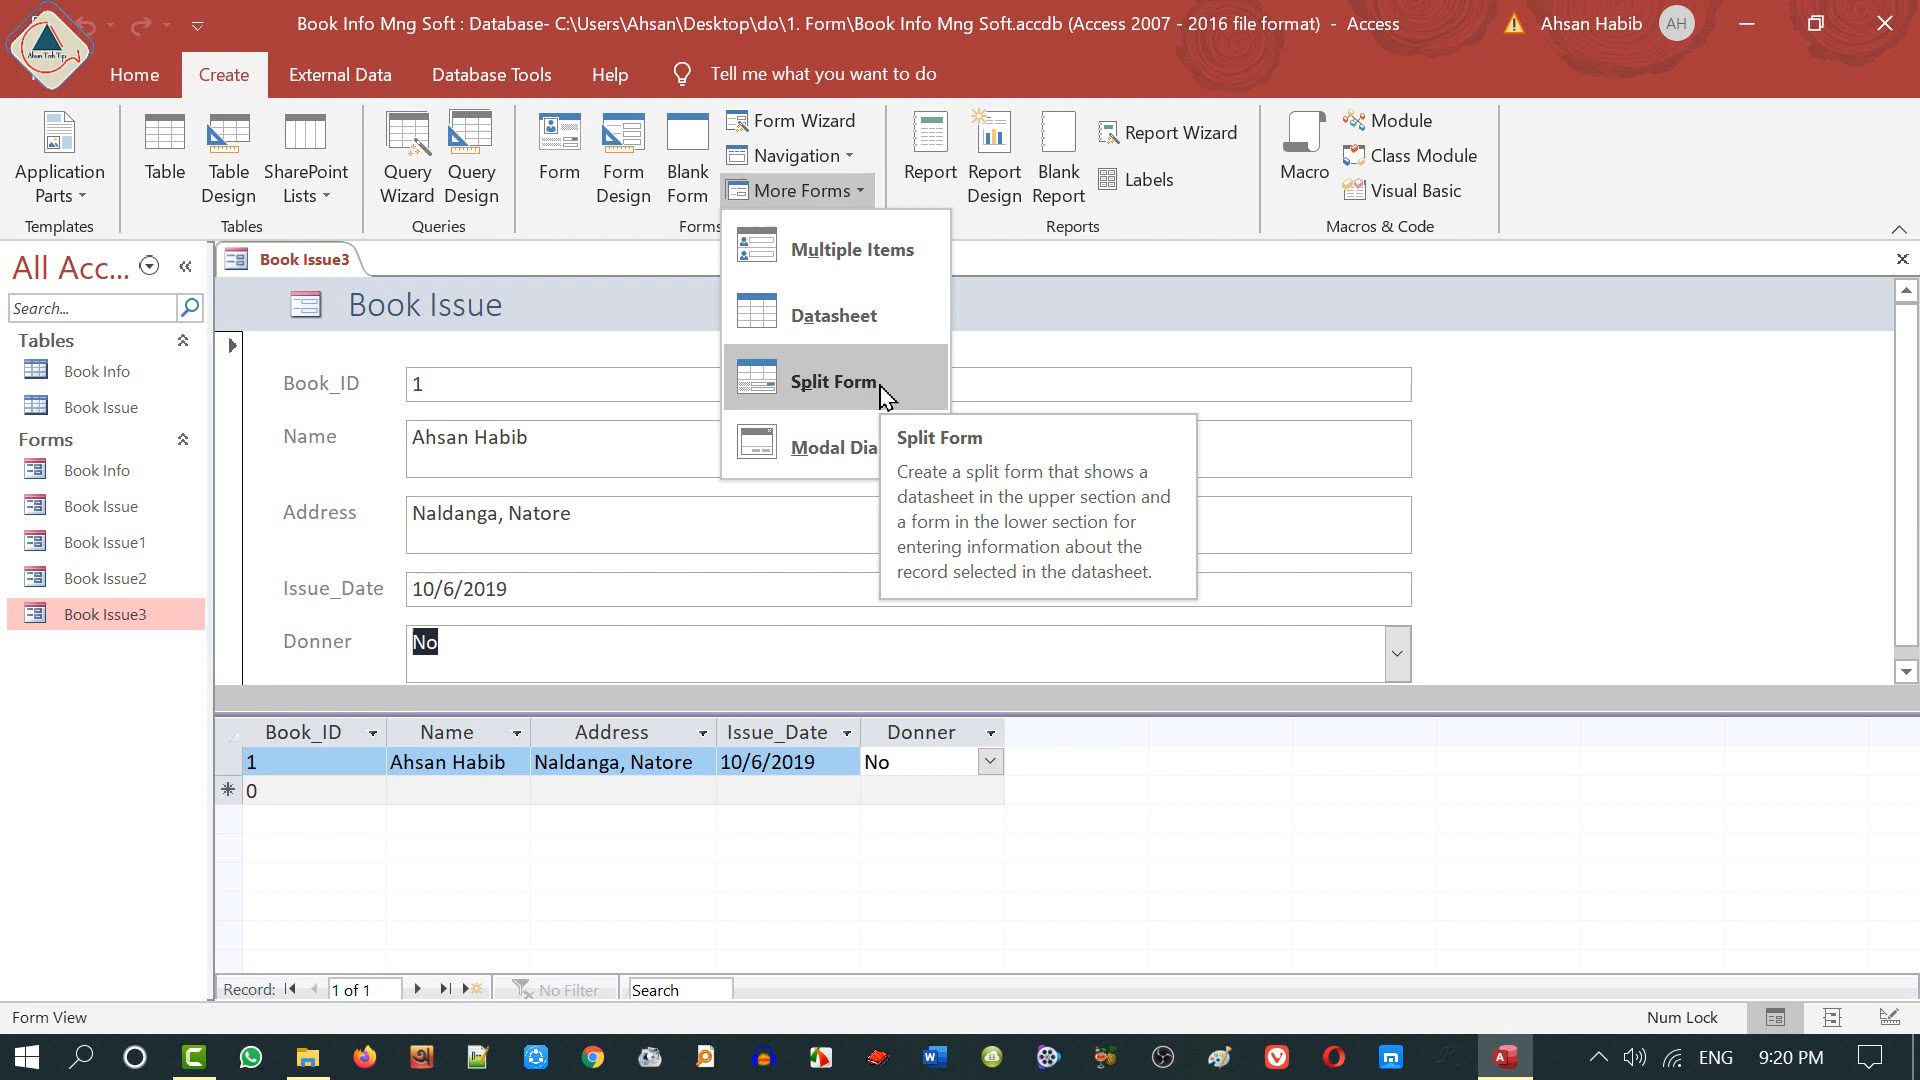 Book Info Mng Soft : Database- C:\Users\Ahsan\Desktop\do\1. Form\Book Info Mng Soft.accdb (Access 2007 - 2016 file format) - Access
Ahsan Habib
AH
Ahsan Tech Tips
Home
Create
External Data
Database Tools
Help
Tell me what you want to do
Application
Parts
Table
Table
Design
SharePoint
Lists
Query
Wizard
Query
Design
Form
Form
Design
Blank
Form
Form Wizard
Navigation
More Forms
Report
Report
Design
Blank
Report
Report Wizard
Labels
Macro
Module
Class Module
Visual Basic
Templates
Tables
Queries
Forms
Reports
Macros & Code
Multiple Items
Datasheet
Split Form
Modal Dia
Split Form
Create a split form that shows a
datasheet in the upper section and
a form in the lower section for
entering information about the
record selected in the datasheet.
All Acc...
Search...
Tables
Book Info
Book Issue
Forms
Book Info
Book Issue
Book Issue1
Book Issue2
Book Issue3
Book Issue3
Book Issue
Book_ID
1
Name
Ahsan Habib
Address
Naldanga, Natore
Issue_Date
10/6/2019
Donner
No
Book_ID
Name
Address
Issue_Date
Donner
1
Ahsan Habib
Naldanga, Natore
10/6/2019
No
0
Record:
1 of 1
No Filter
Search
Form View
Num Lock
ENG
9:20 PM